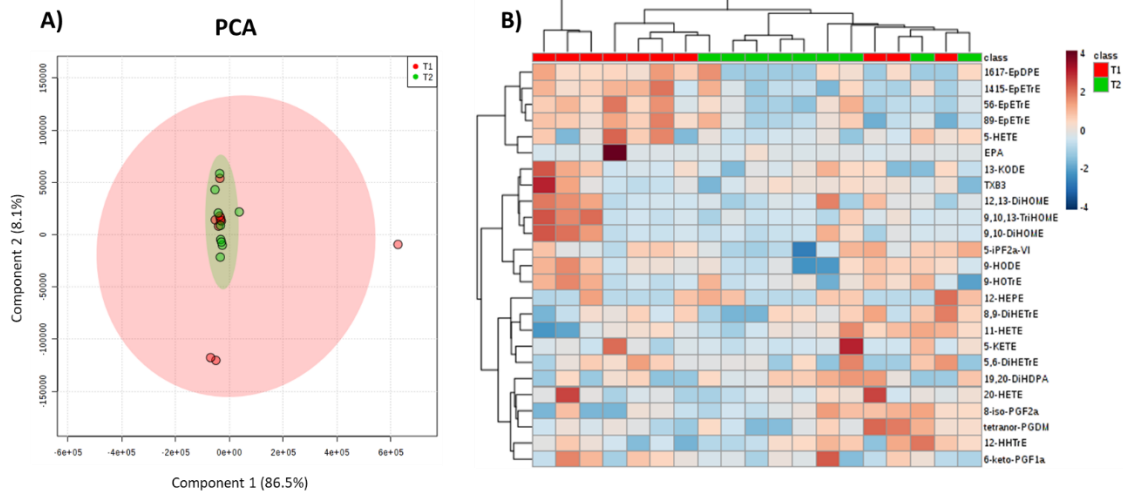 A)
PCA
T1
T2
150000
100000
50000
0
-50000
-100000
-150000
Component 2 (8.1%)
-6e+05
-4e+05
-2e+05
0e+00
2e+05
4e+05
6e+05
Component 1 (86.5%)
B)
class
1617-EpDPE
1415-EpETrE
56-EpETrE
89-EpETrE
5-HETE
EPA
13-KODE
TXB3
12,13-DiHOME
9,10,13-TriHOME
9,10-DiHOME
5-iPF2a-VI
9-HODE
9-HOTrE
12-HEPE
8,9-DiHETrE
11-HETE
5-KETE
5,6-DiHETrE
19,20-DiHDPA
20-HETE
8-iso-PGF2a
tetranor-PGDM
12-HHTrE
6-keto-PGF1a
4
2
0
-2
-4
class
T1
T2